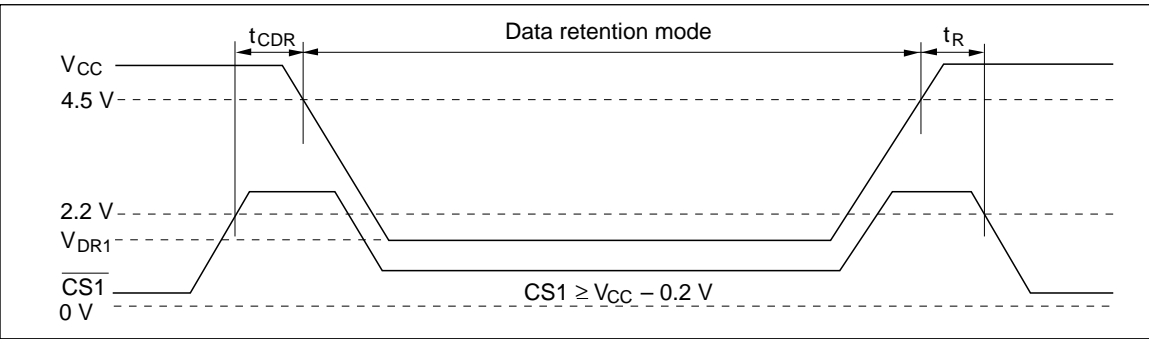 tCDR
Data retention mode
tR
VCC
4.5 V
2.2 V
VDR1
CS1
0 V
CS1 ≥ VCC – 0.2 V